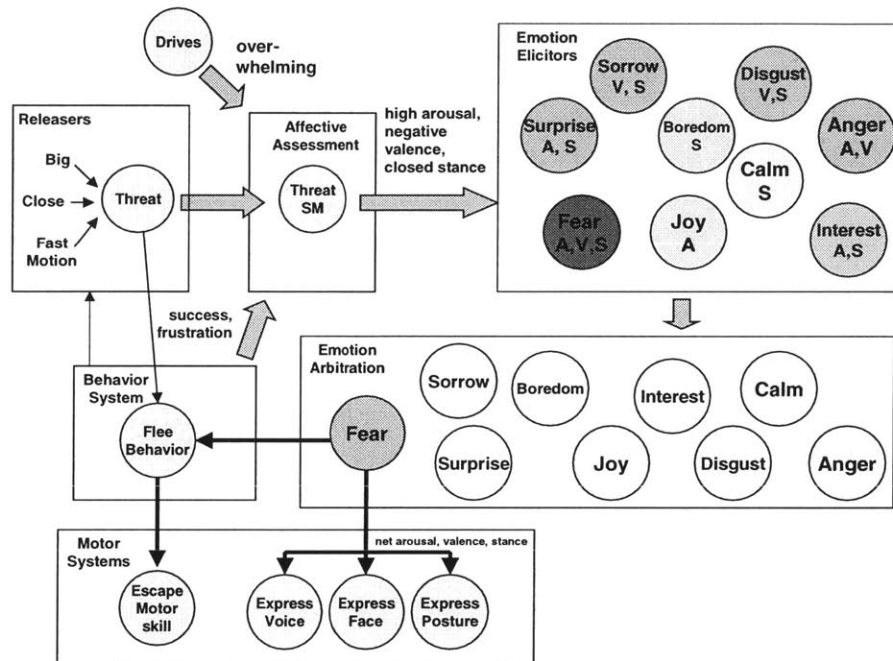 Drives
over-
whelming
Releasers
Big
Close
Fast
Motion
Threat
Affective
Assessment
Threat
SM
high arousal,
negative
valence,
closed stance
Emotion
Elicitors
Sorrow
V, S
Disgust
V,S
Surprise
A, S
Boredom
S
Anger
A,V
Calm
S
Fear
A,V,S
Joy
A
Interest
A,S
success,
frustration
Behavior
System
Flee
Behavior
Emotion
Arbitration
Fear
Sorrow
Boredom
Interest
Calm
Surprise
Joy
Disgust
Anger
Motor
Systems
net arousal, valence, stance
Escape
Motor
skill
Express
Voice
Express
Face
Express
Posture